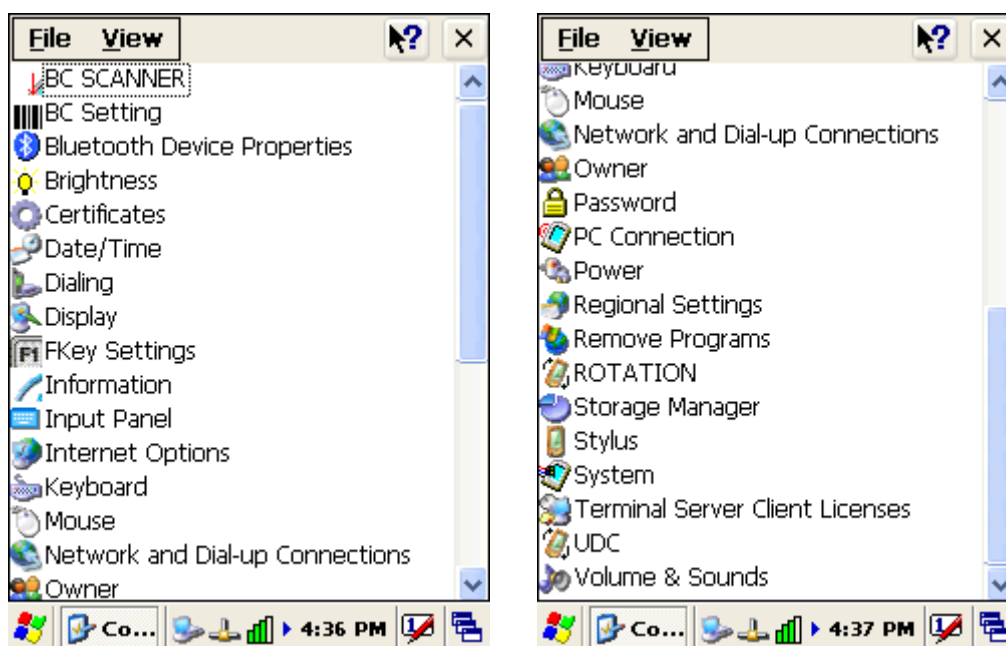 File View
BC SCANNER
BC Setting
Bluetooth Device Properties
Brightness
Certificates
Date/Time
Dialing
Display
F1 FKey Settings
Information
Input Panel
Internet Options
Keyboard
Mouse
Network and Dial-up Connections
Owner
Co... 4:36 PM
File View
Keyboard
Mouse
Network and Dial-up Connections
Owner
Password
PC Connection
Power
Regional Settings
Remove Programs
ROTATION
Storage Manager
Stylus
System
Terminal Server Client Licenses
UDC
Volume & Sounds
Co... 4:37 PM